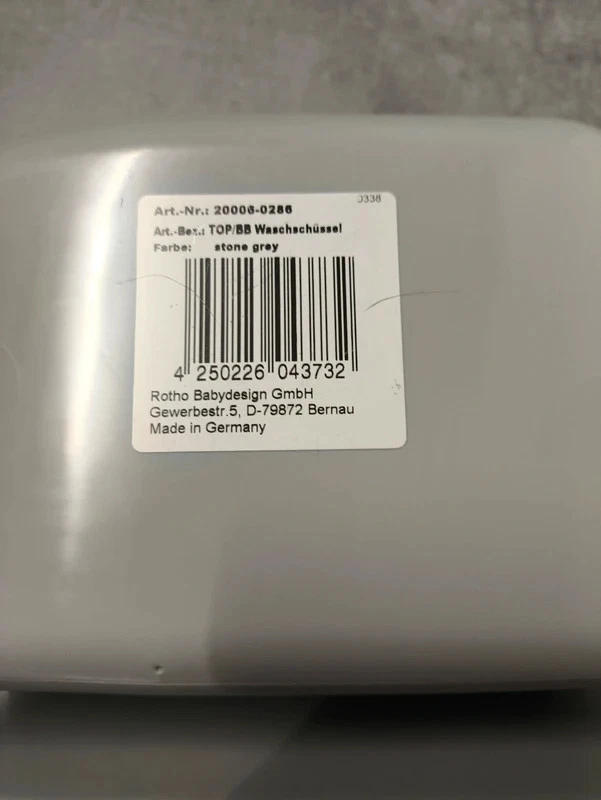 0338
Art.-Nr.: 20006-0286
Art.-Bez.: TOP/BB Waschschüssel
Farbe: stone grey
4 250226 043732
Rotho Babydesign GmbH
Gewerbestr.5, D-79872 Bernau
Made in Germany